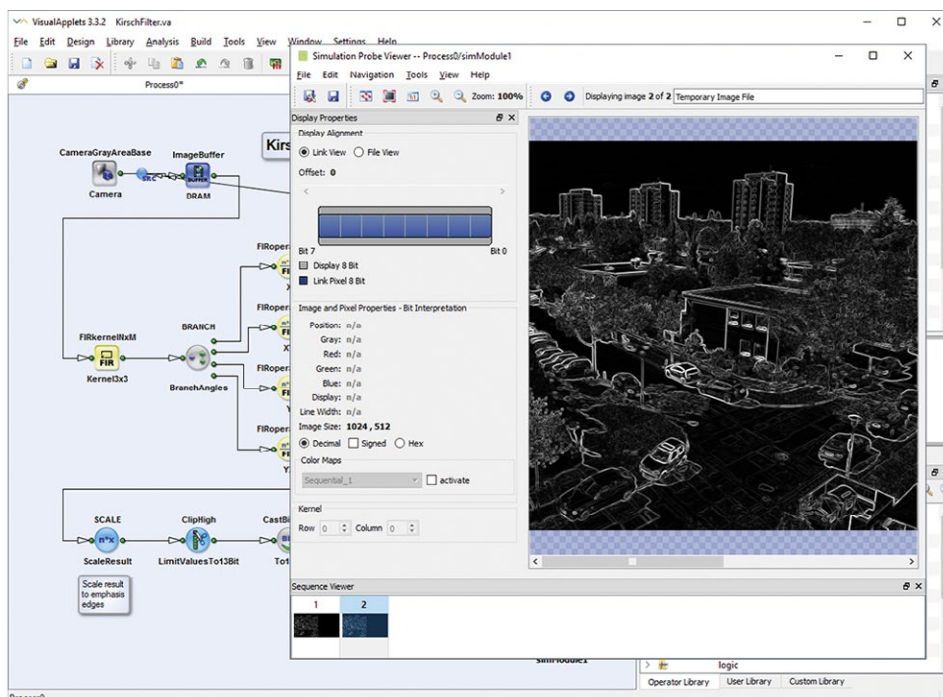 VisualApplets 3.3.2 KirschFilter.va
File Edit Design Library Analysis Build Tools View Window Settings Help
Process0*
Simulation Probe Viewer -- Process0/simModule1
File Edit Navigation Tools View Help
Zoom: 100%
Displaying image 2 of 2 Temporary Image File
Display Properties
Display Alignment
Link View File View
Offset: 0
Bit 7 Bit 0
Display 8 Bit
Link Pixel 8 Bit
Image and Pixel Properties - Bit Interpretation
Position: n/a
Gray: n/a
Red: n/a
Green: n/a
Blue: n/a
Display: n/a
Line Width: n/a
Image Size: 1024 , 512
Decimal Signed Hex
Color Maps
Sequential_1 activate
Kernel
Row 0 Column 0
Sequence Viewer
1 2
CameraGrayAreaBase
ImageBuffer
SRC
BUFFER
Camera
DRAM
FIRkernelNxM
FIR
Kernel3x3
BRANCH
BranchAngles
SCALE
n*x
ScaleResult
ClipHigh
LimitValuesTo13Bit
Scale result
to emphasis
edges
simModule1
logic
Operator Library User Library Custom Library
Process0